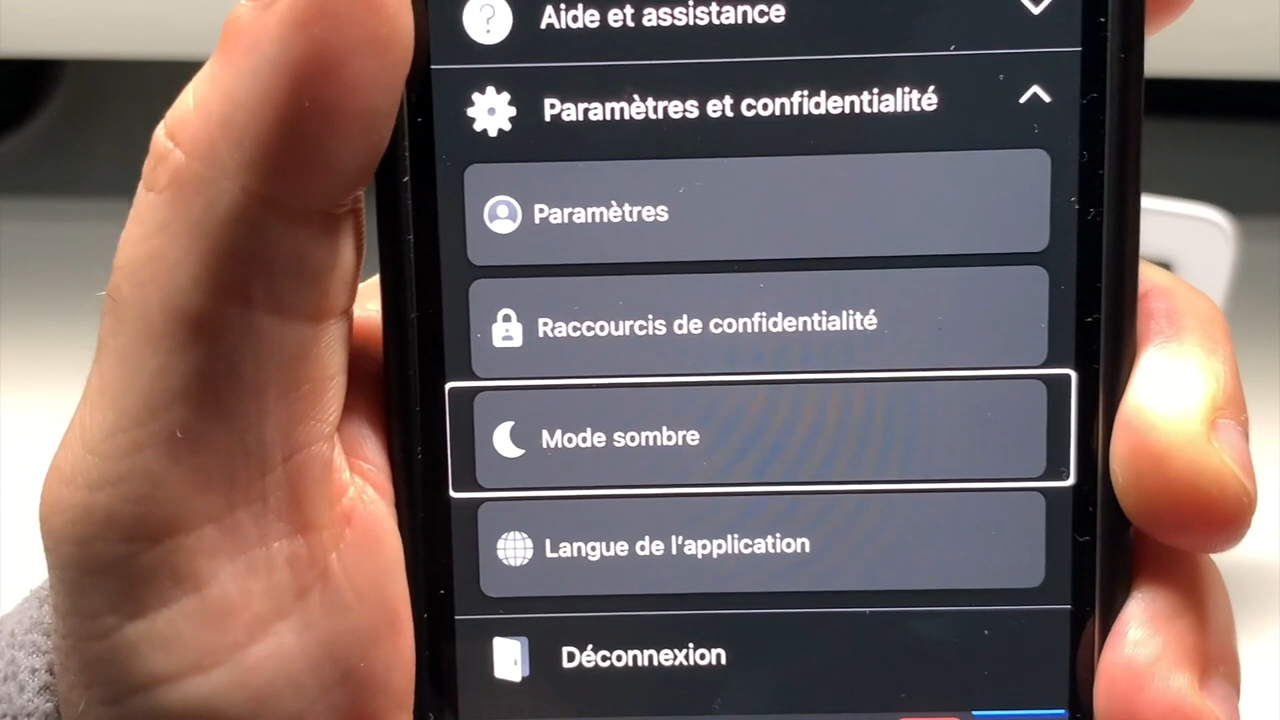 Aide et assistance
Paramètres et confidentialité
Paramètres
Raccourcis de confidentialité
Mode sombre
Langue de l'application
Déconnexion